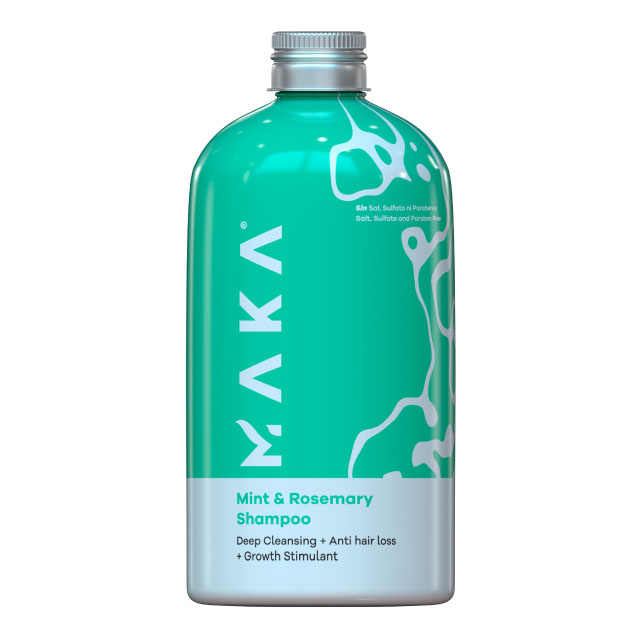 Sin Sal, Sulfato ni Parabenos
Salt, Sulfate and Paraben Free
MAKA®
Mint & Rosemary
Shampoo
Deep Cleansing + Anti hair loss
+ Growth Stimulant